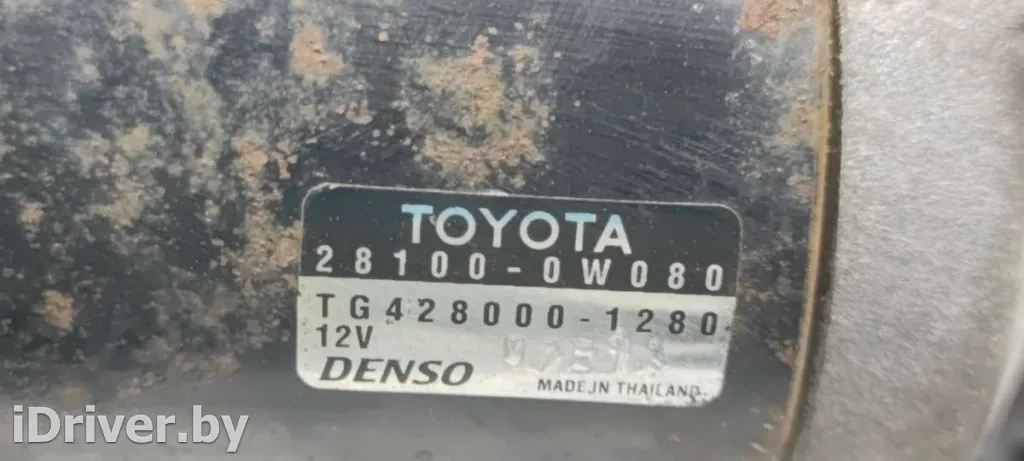 TOYOTA
28100-0W080
TG428000-1280
12V
DENSO
MADE IN THAILAND.
iDriver.by